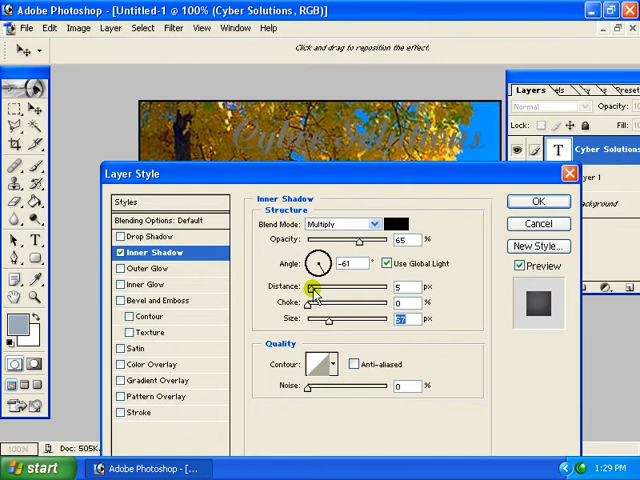 Adobe Photoshop - [Untitled-1 @ 100% (Cyber Solutions, RGB)]
File Edit Image Layer Select Filter View Window Help
Click and drag to reposition the effect.
Layers
Normal
Opacity: 100
Lock:
Fill:
Cyber Solutions
T Cyber Solutions
Layer Style
Styles
Blending Options: Default
Drop Shadow
Inner Shadow
Outer Glow
Inner Glow
Bevel and Emboss
Contour
Texture
Satin
Color Overlay
Gradient Overlay
Pattern Overlay
Stroke
Inner Shadow
Structure
Blend Mode: Multiply
Opacity: 65 %
Angle: -61 ° Use Global Light
Distance: 5 px
Choke: 0 %
Size: 57 px
Quality
Contour: Anti-aliased
Noise: 0 %
OK
Cancel
New Style...
Preview
100% Doc: 505K
start
Adobe Photoshop - [...
1:29 PM